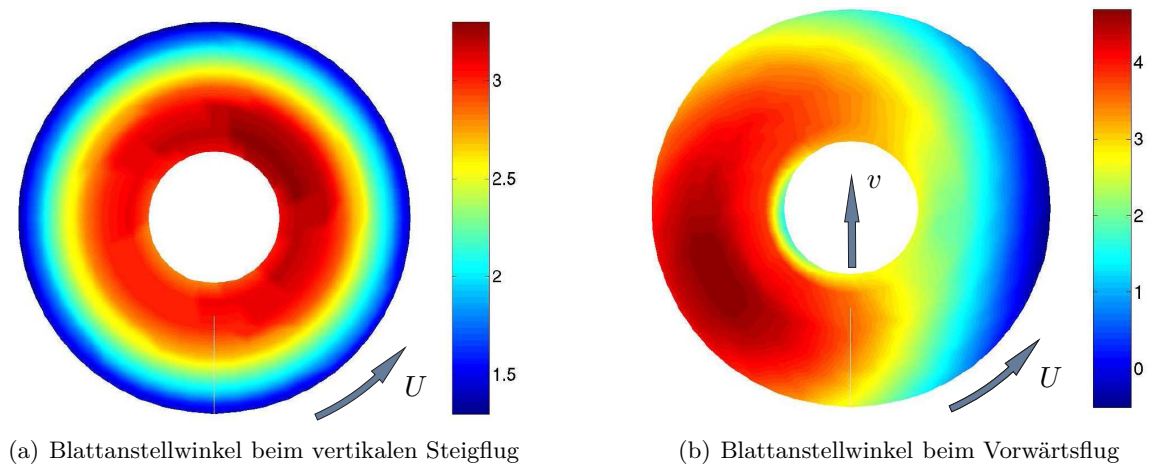 3
2.5
2
1.5
U
4
3
2
1
0
v
U
(a) Blattanstellwinkel beim vertikalen Steigflug
(b) Blattanstellwinkel beim Vorwärtsflug